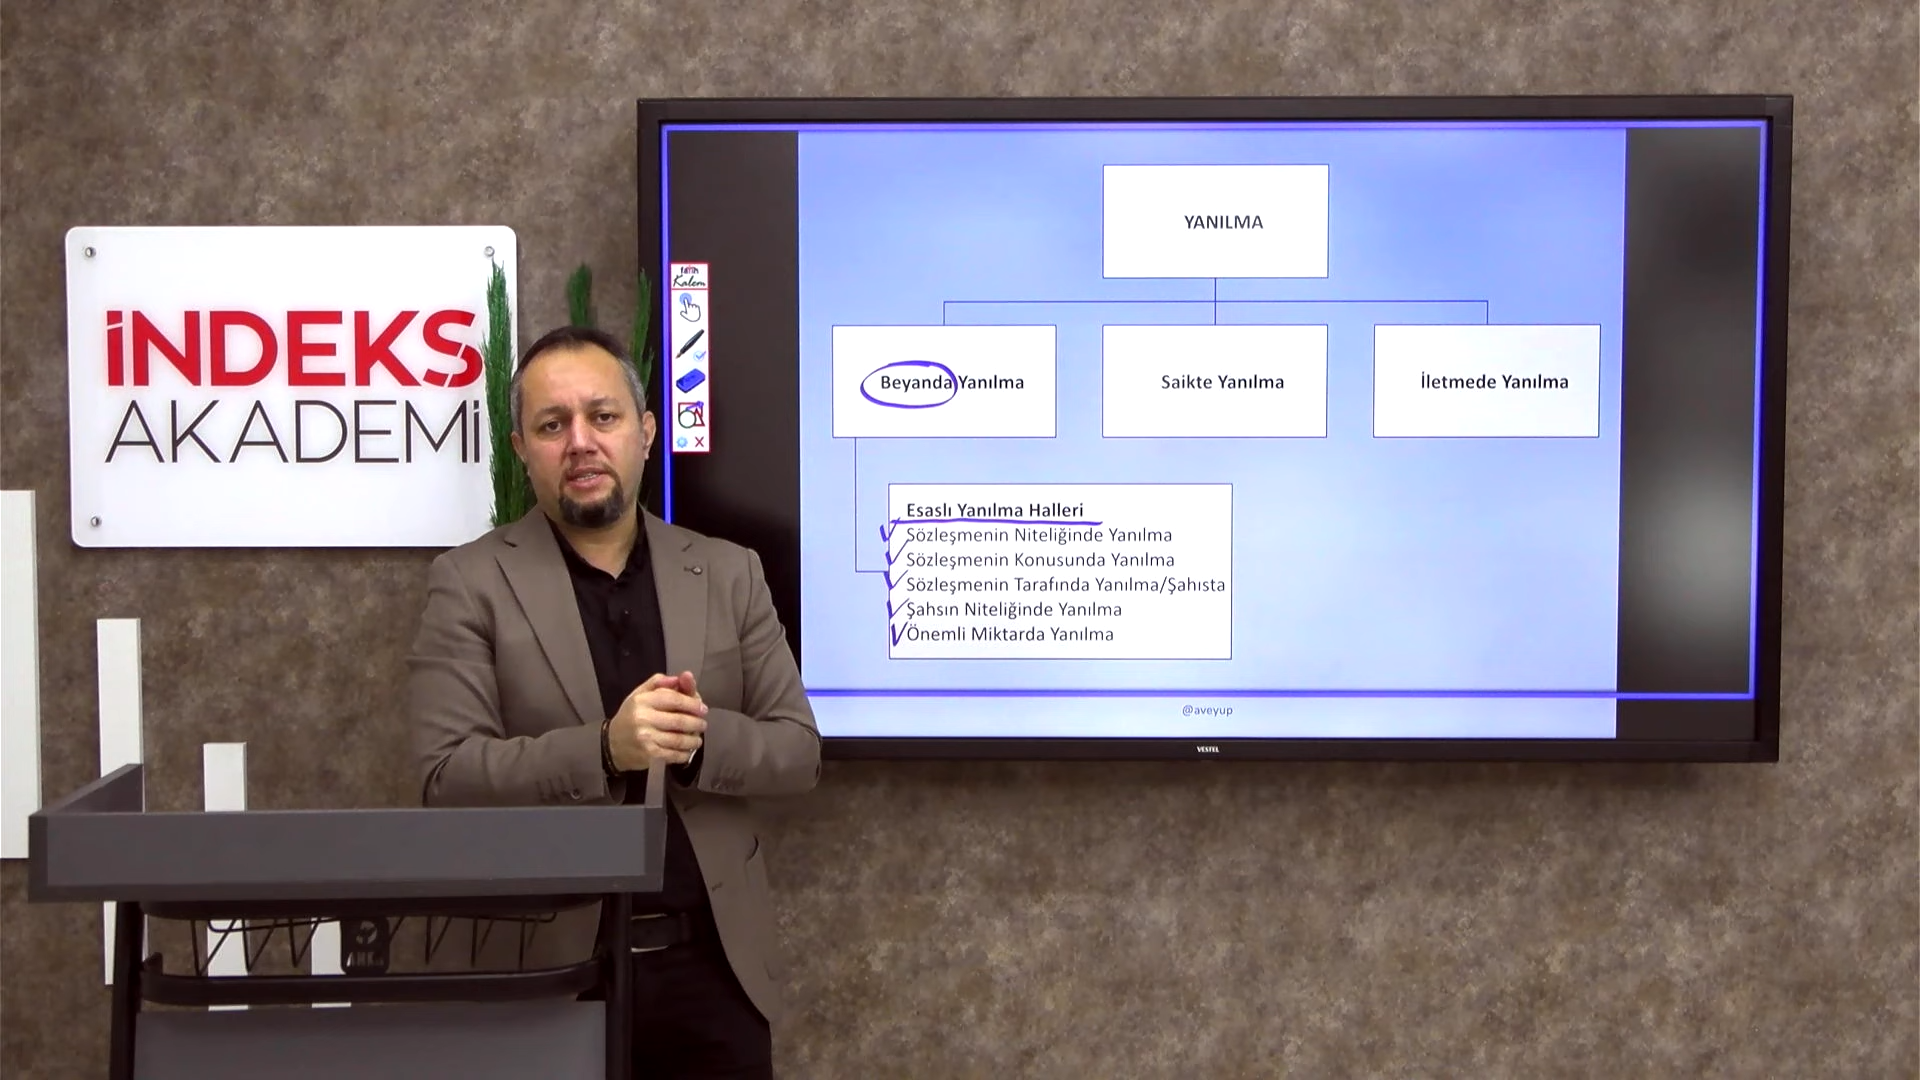 İNDEKS
AKADEMİ
Kalem
YANILMA
Beyanda Yanılma
Saikte Yanılma
İletmede Yanılma
Esaslı Yanılma Halleri
Sözleşmenin Niteliğinde Yanılma
Sözleşmenin Konusunda Yanılma
Sözleşmenin Tarafında Yanılma/Şahısta
Şahsın Niteliğinde Yanılma
Önemli Miktarda Yanılma
@aveyup
VESTEL